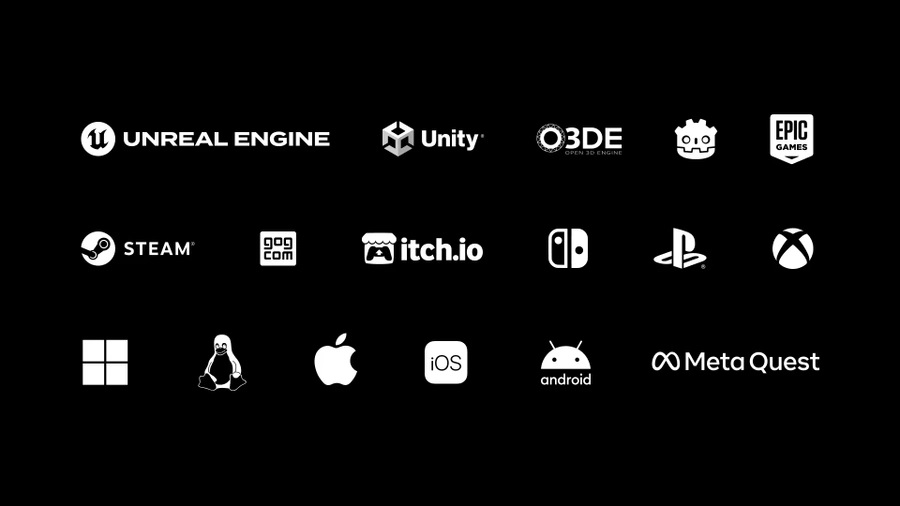 UNREAL ENGINE
Unity®
O3DE
OPEN 3D ENGINE
EPIC
GAMES
STEAM®
gog
com
itch.io
®
iOS
android
Meta Quest